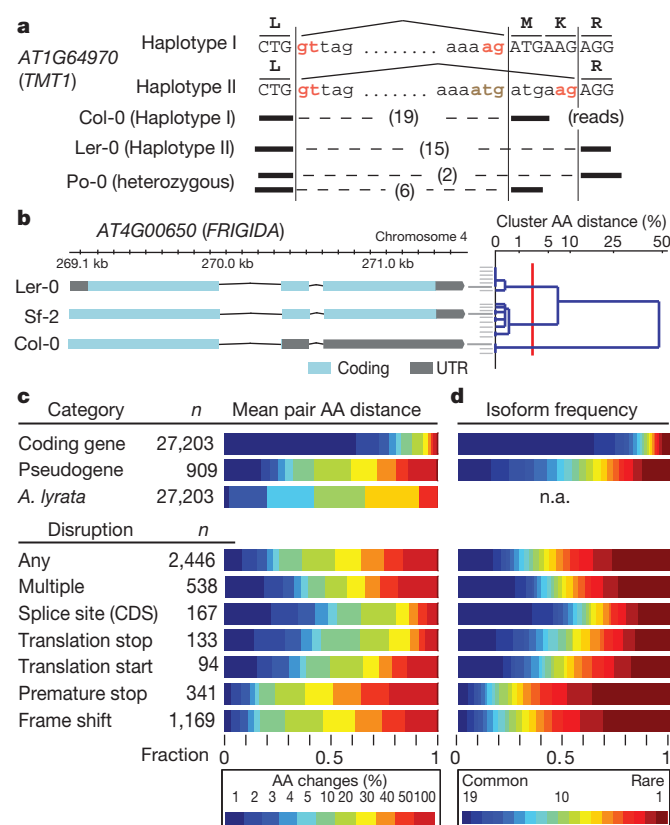 a
L M K R
AT1G64970 (TMT1)
Haplotype I CTG gttag ........ aaaag ATGAAGAGG
L R
Haplotype II CTG gttag ........ aaaatg atgaag AGG
Col-0 (Haplotype I) (19) (reads)
Ler-0 (Haplotype II) (15)
Po-0 (heterozygous) (2)
(6)
b AT4G00650 (FRIGIDA)
Chromosome 4
269.1 kb 270.0 kb 271.0 kb
Cluster AA distance (%)
0 1 5 10 25 50
Ler-0
Sf-2
Col-0
Coding UTR
c d
Category n Mean pair AA distance Isoform frequency
Coding gene 27,203
Pseudogene 909
A. lyrata 27,203 n.a.
Disruption n
Any 2,446
Multiple 538
Splice site (CDS) 167
Translation stop 133
Translation start 94
Premature stop 341
Frame shift 1,169
Fraction 0 0.5 1 0 0.5 1
AA changes (%)
1 2 3 4 5 10 20 30 40 50 100
Common Rare
19 10 1